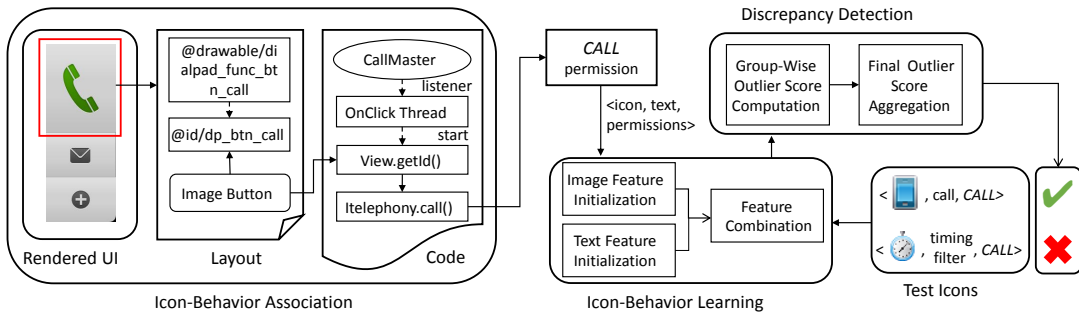 @drawable/di
alpad_func_bt
n_call
@id/dp_btn_call
Image Button
CallMaster
listener
OnClick Thread
start
View.getId()
Itelephony.call()
Rendered UI
Layout
Code
Icon-Behavior Association
CALL
permission
<icon, text,
permissions>
Image Feature
Initialization
Text Feature
Initialization
Feature
Combination
Icon-Behavior Learning
Discrepancy Detection
Group-Wise
Outlier Score
Computation
Final Outlier
Score
Aggregation
< , call, CALL>
< , timing
filter , CALL>
Test Icons